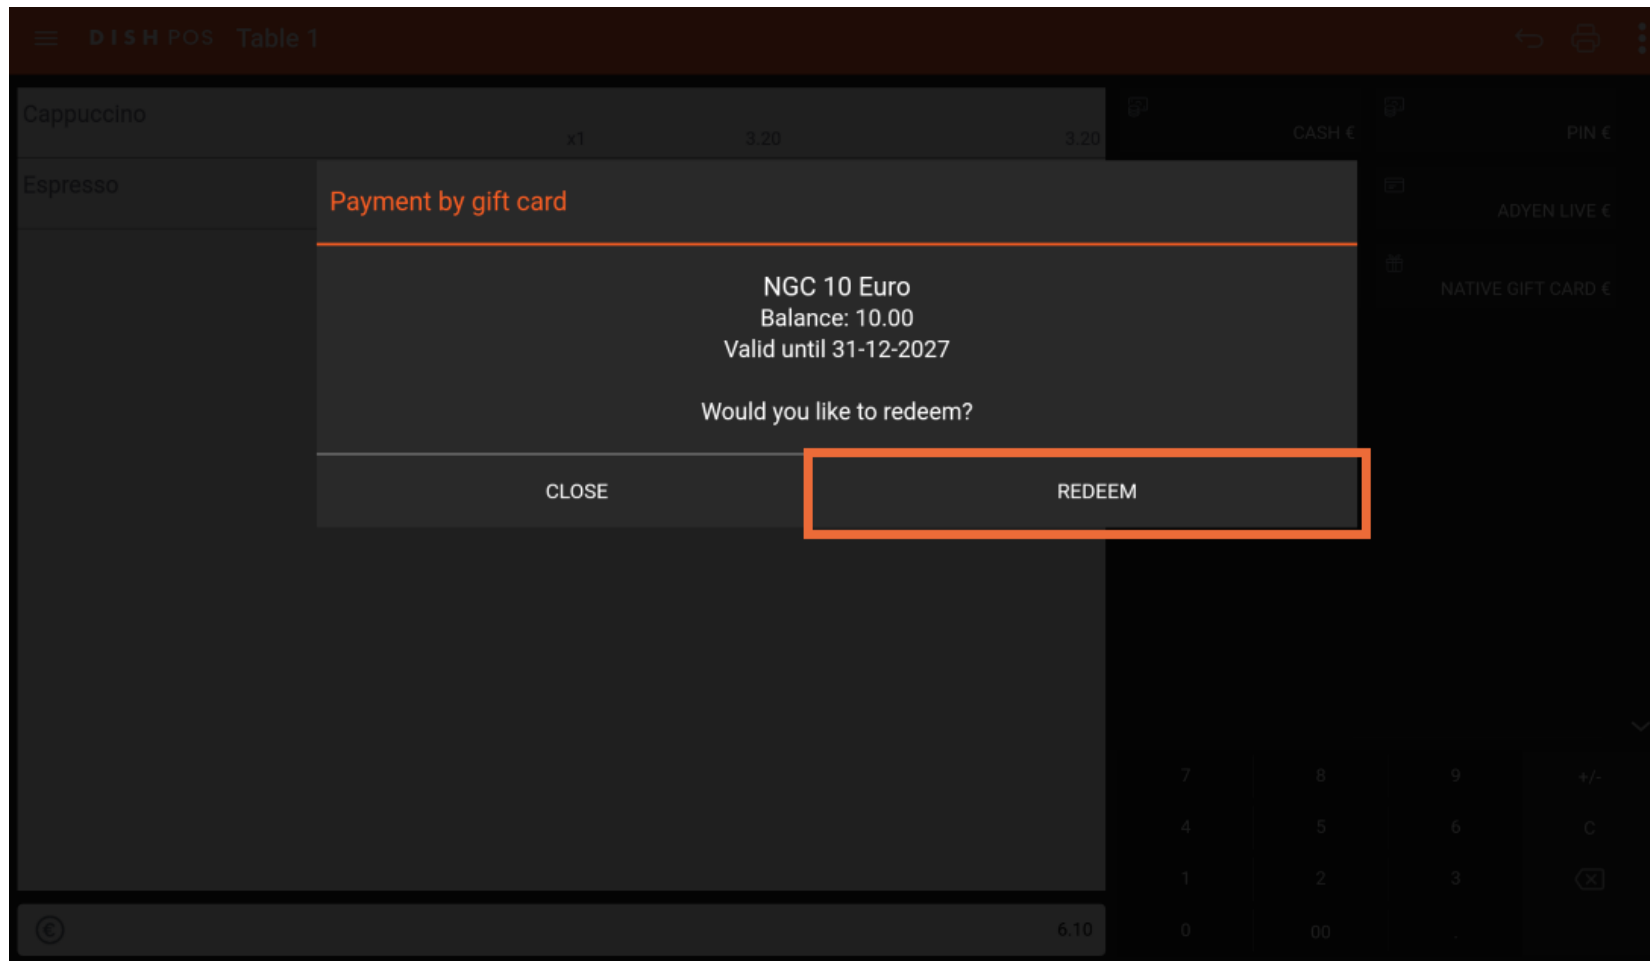 DISH POS Table 1
Cappuccino
x1 3.20 3.20
Espresso
CASH €
PIN €
ADYEN LIVE €
NATIVE GIFT CARD €
Payment by gift card
NGC 10 Euro
Balance: 10.00
Valid until 31-12-2027
Would you like to redeem?
CLOSE
REDEEM
7 8 9 +/-
4 5 6 C
1 2 3
0 00 .
€ 6.10